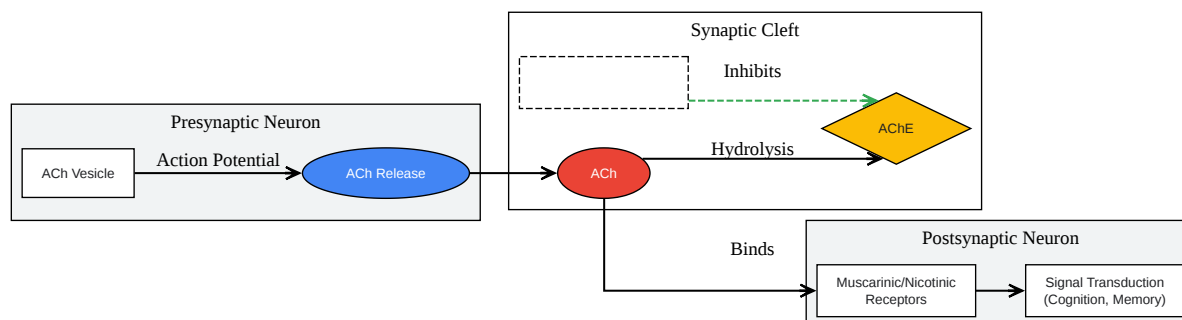 Synaptic Cleft
Inhibits
AChE
Presynaptic Neuron
Action Potential
ACh Vesicle
ACh Release
ACh
Hydrolysis
Binds
Postsynaptic Neuron
Muscarinic/Nicotinic
Receptors
Signal Transduction
(Cognition, Memory)